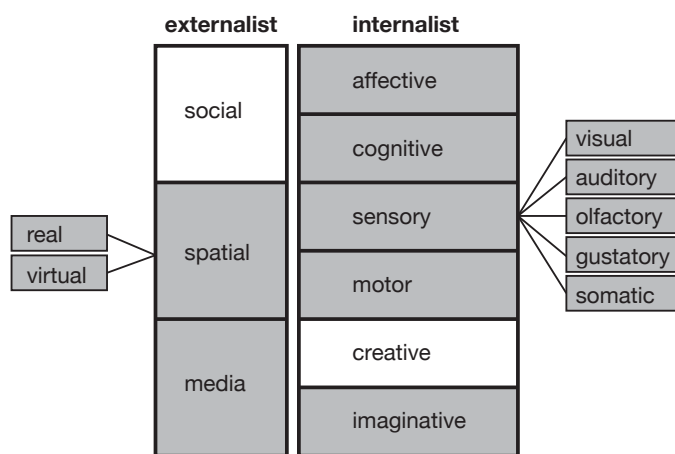 externalist
internalist
social
spatial
media
affective
cognitive
sensory
motor
creative
imaginative
real
virtual
visual
auditory
olfactory
gustatory
somatic